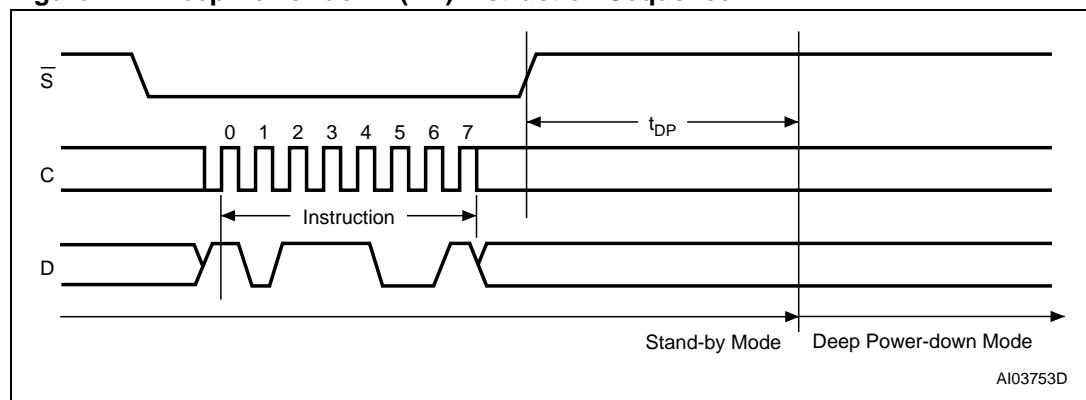 S
tDP
0 1 2 3 4 5 6 7
C
Instruction
D
Stand-by Mode Deep Power-down Mode
AI03753D